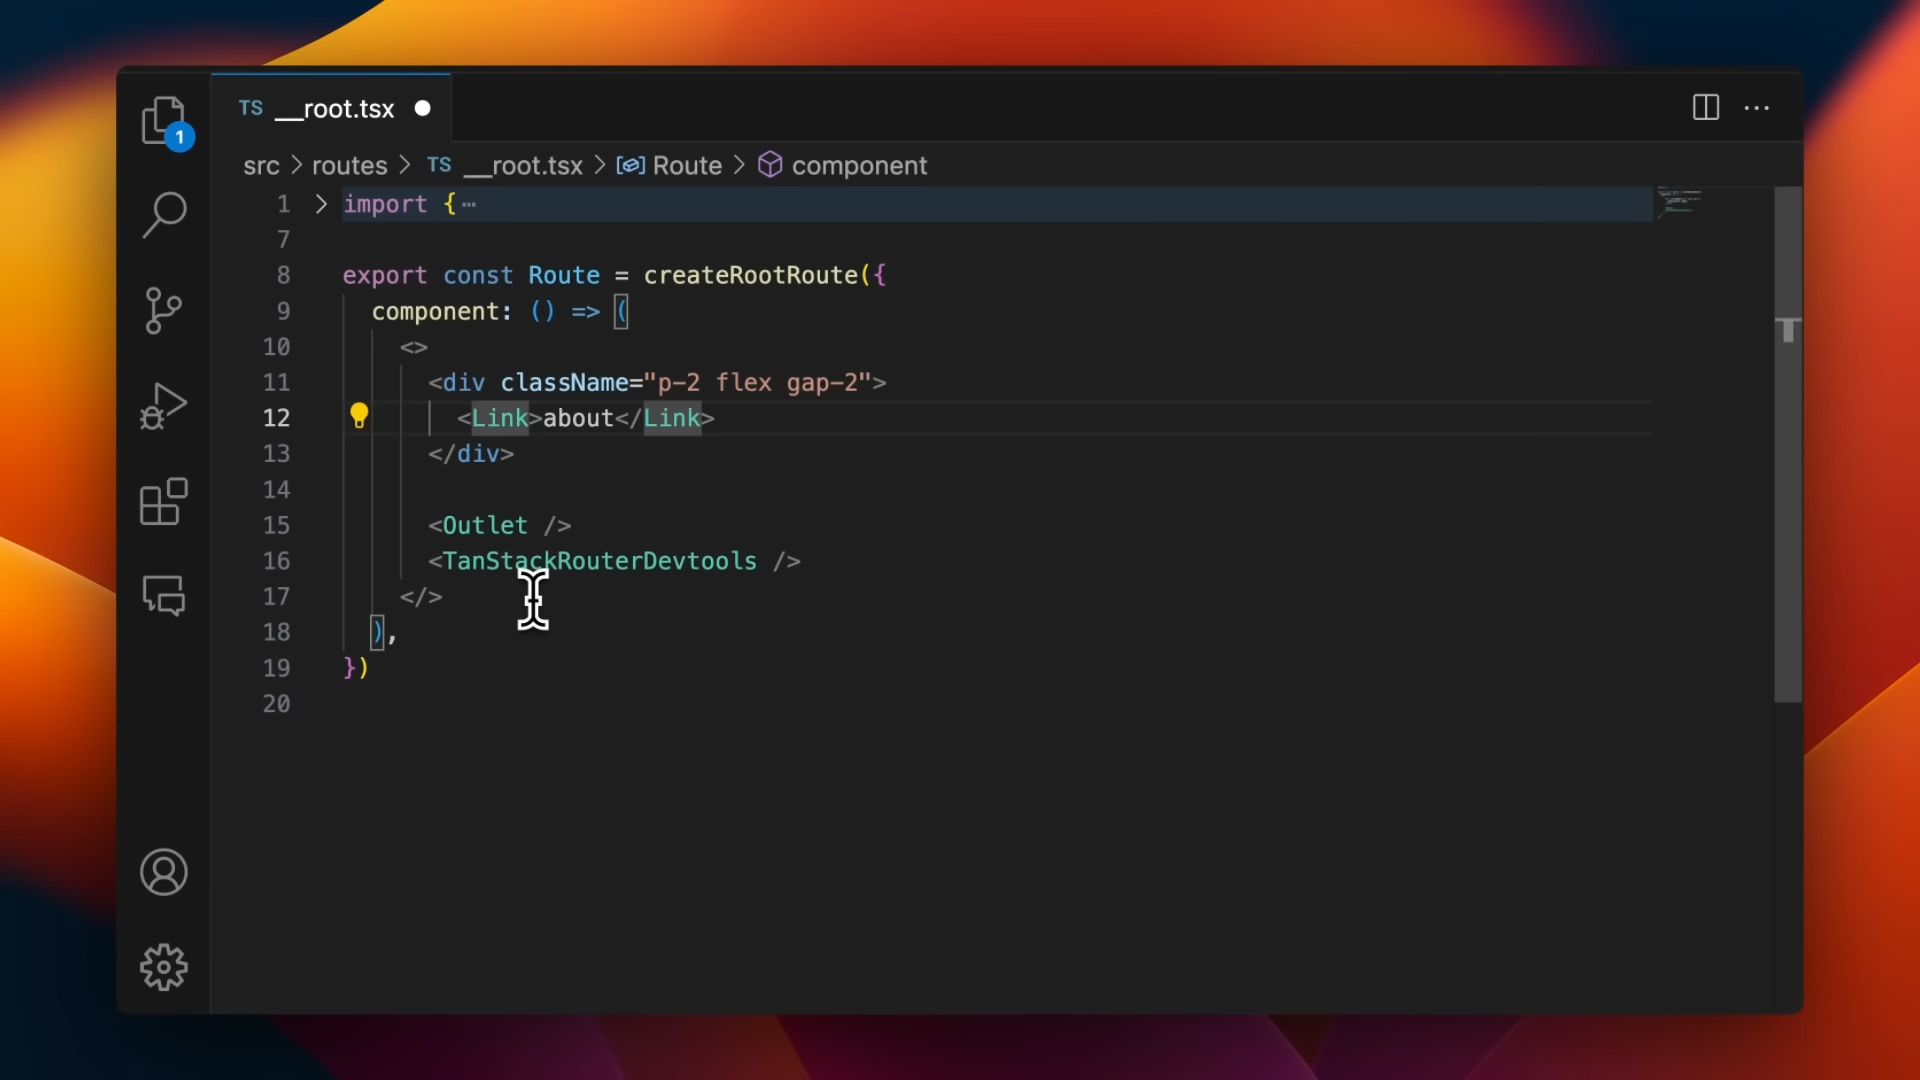 TS __root.tsx
1
src > routes > TS __root.tsx > Route > component
1 > import {⋯
7
8 export const Route = createRootRoute({
9 component: () => (
10 <>
11 <div className="p-2 flex gap-2">
12 <Link>about</Link>
13 </div>
14
15 <Outlet />
16 <TanStackRouterDevtools />
17 </>
18 ),
19 })
20